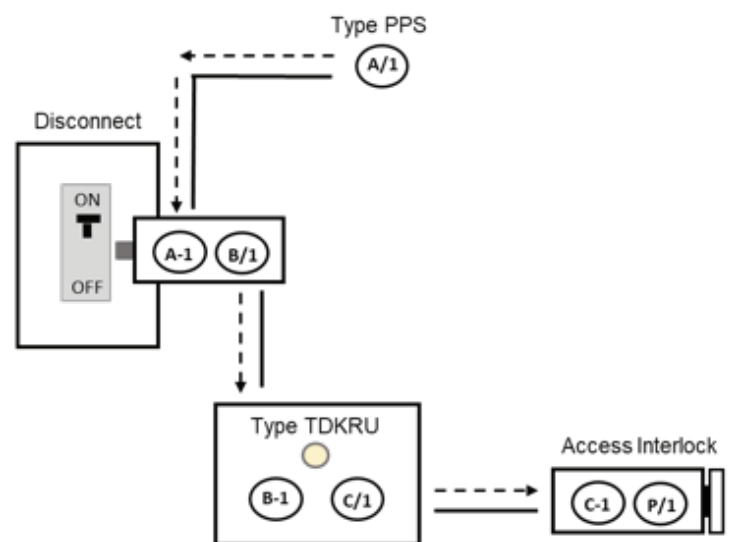 Type PPS
A/1
Disconnect
ON
OFF
A-1 B/1
Type TDKRU
B-1 C/1
Access Interlock
C-1 P/1